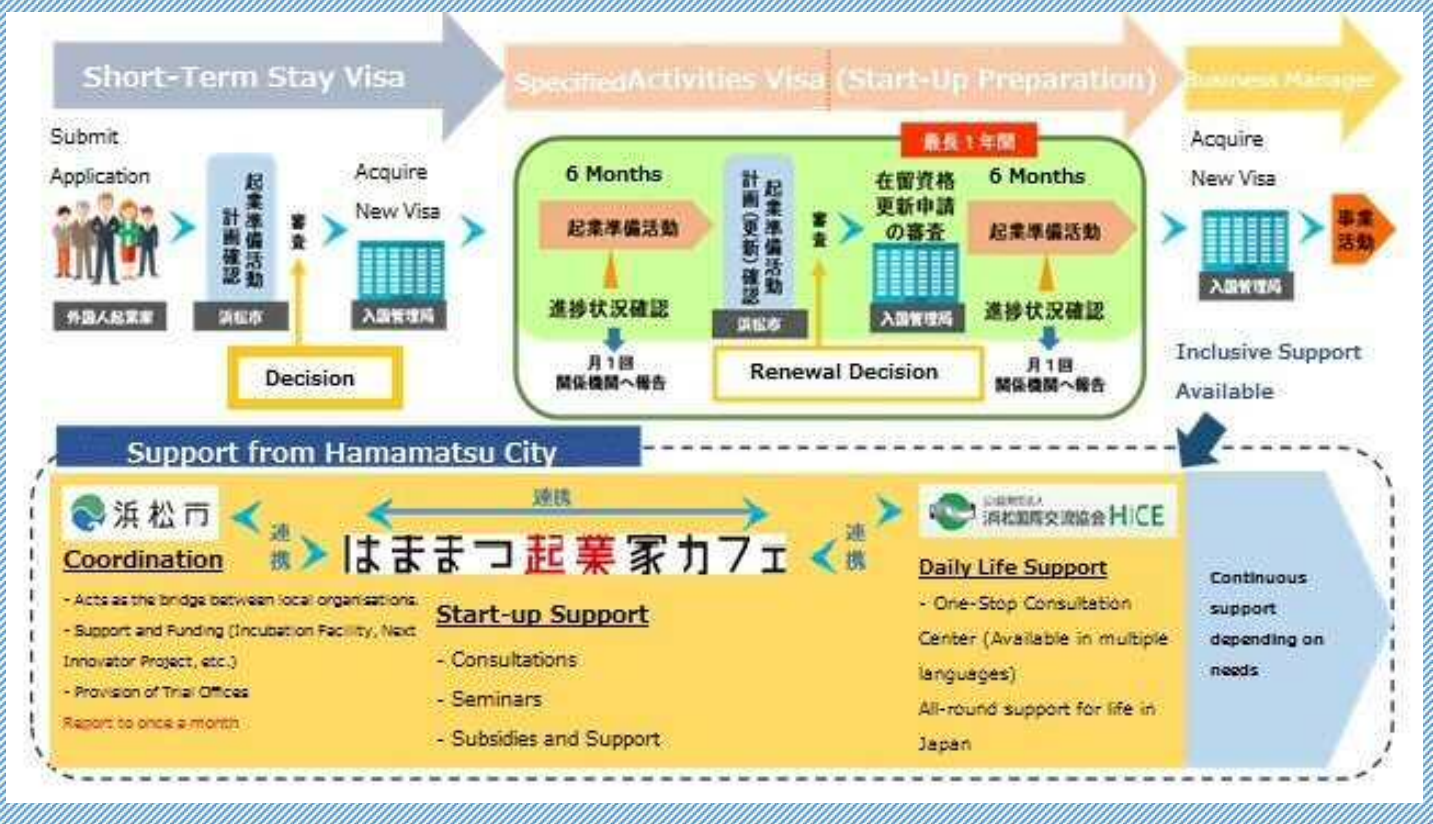 Short-Term Stay Visa
Specified Activities Visa (Start-Up Preparation)
Business Manager
Submit
Application
外国人起業家
起業準備活動
計画確認
浜松市
審査
Acquire
New Visa
入国管理局
Decision
最長1年間
6 Months
起業準備活動
進捗状況確認
月1回
関係機関へ報告
起業準備活動
計画(更新)確認
浜松市
審査
在留資格
更新申請
の審査
入国管理局
Renewal Decision
6 Months
起業準備活動
進捗状況確認
月1回
関係機関へ報告
Acquire
New Visa
入国管理局
事業
活動
Inclusive Support
Available
Support from Hamamatsu City
浜松市
連携
連携
はままつ起業家カフェ
連携
公益財団法人
浜松国際交流協会 HICE
Coordination
- Acts as the bridge between local organisations.
- Support and Funding (Incubation Facility, Next
Innovator Project, etc.)
- Provision of Trial Offices
Report to once a month
Start-up Support
- Consultations
- Seminars
- Subsidies and Support
Daily Life Support
- One-Stop Consultation
Center (Available in multiple
languages)
All-round support for life in
Japan
Continuous
support
depending on
needs